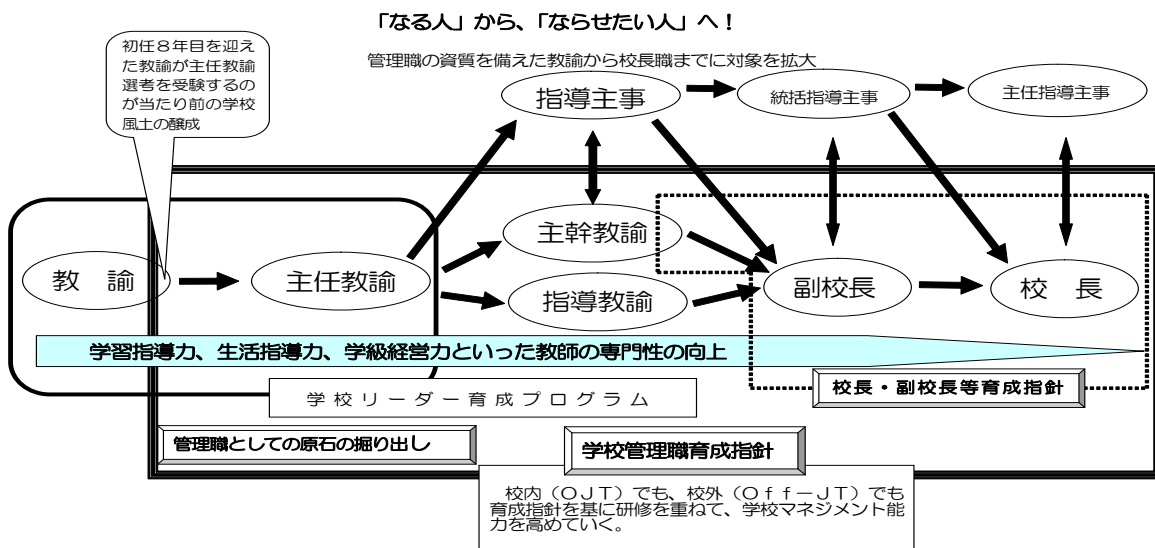 「なる人」から、「ならせたい人」へ！
管理職の資質を備えた教諭から校長職までに対象を拡大
初任８年目を迎え
た教諭が主任教諭
選考を受験するの
が当たり前の学校
風土の醸成
指導主事
統括指導主事
主任指導主事
教　諭
主任教諭
主幹教諭
指導教諭
副校長
校　長
学習指導力、生活指導力、学級経営力といった教師の専門性の向上
学校リーダー育成プログラム
校長・副校長等育成指針
管理職としての原石の掘り出し
学校管理職育成指針
校内（ＯＪＴ）でも、校外（Ｏｆｆ－ＪＴ）でも
育成指針を基に研修を重ねて、学校マネジメント能
力を高めていく。